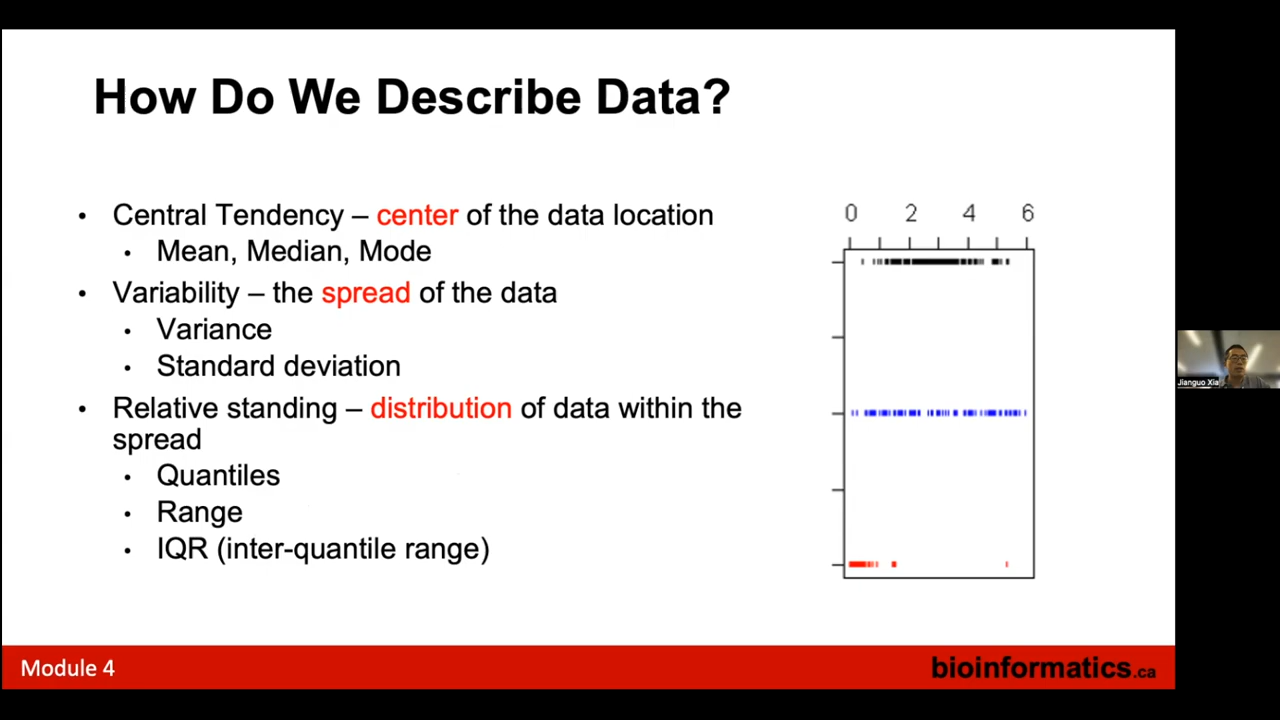 How Do We Describe Data?
• Central Tendency – center of the data location
• Mean, Median, Mode
• Variability – the spread of the data
• Variance
• Standard deviation
• Relative standing – distribution of data within the
spread
• Quantiles
• Range
• IQR (inter-quantile range)
0 2 4 6
Jianguo Xia
Module 4
bioinformatics.ca